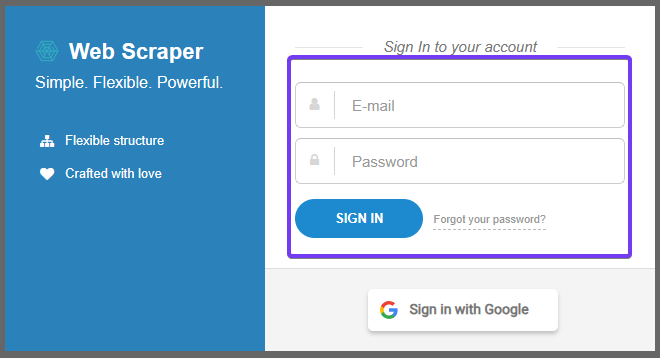 Web Scraper
Simple. Flexible. Powerful.
Flexible structure
Crafted with love
Sign In to your account
E-mail
Password
SIGN IN
Forgot your password?
Sign in with Google